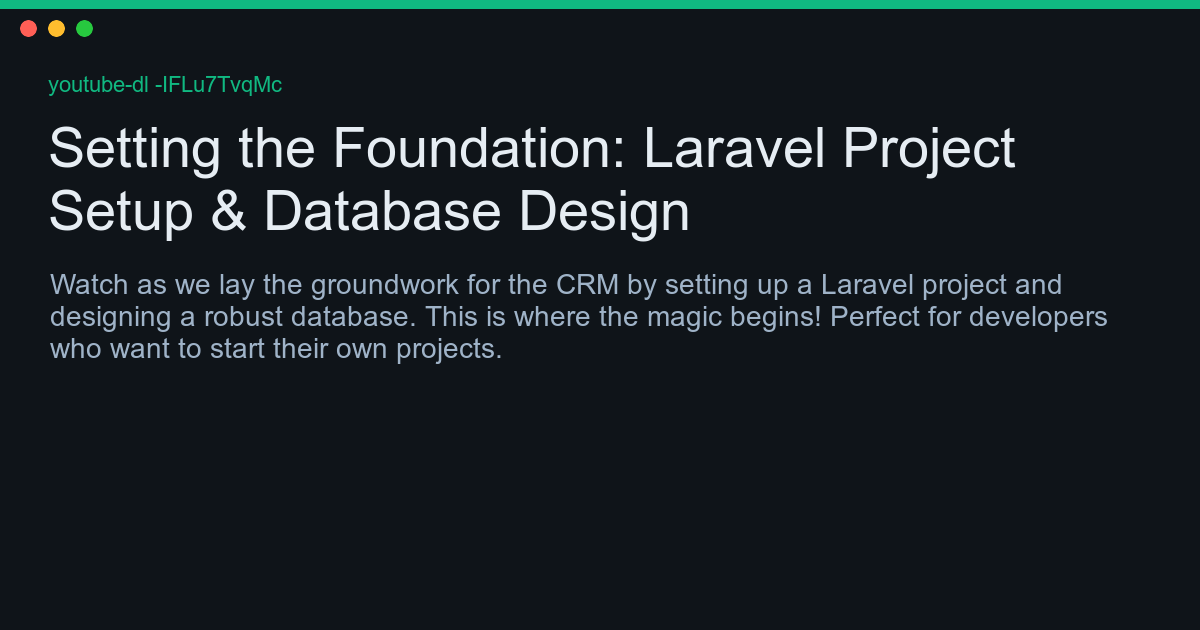 youtube-dl -IFLu7TvqMc
Setting the Foundation: Laravel Project
Setup & Database Design
Watch as we lay the groundwork for the CRM by setting up a Laravel project and
designing a robust database. This is where the magic begins! Perfect for developers
who want to start their own projects.